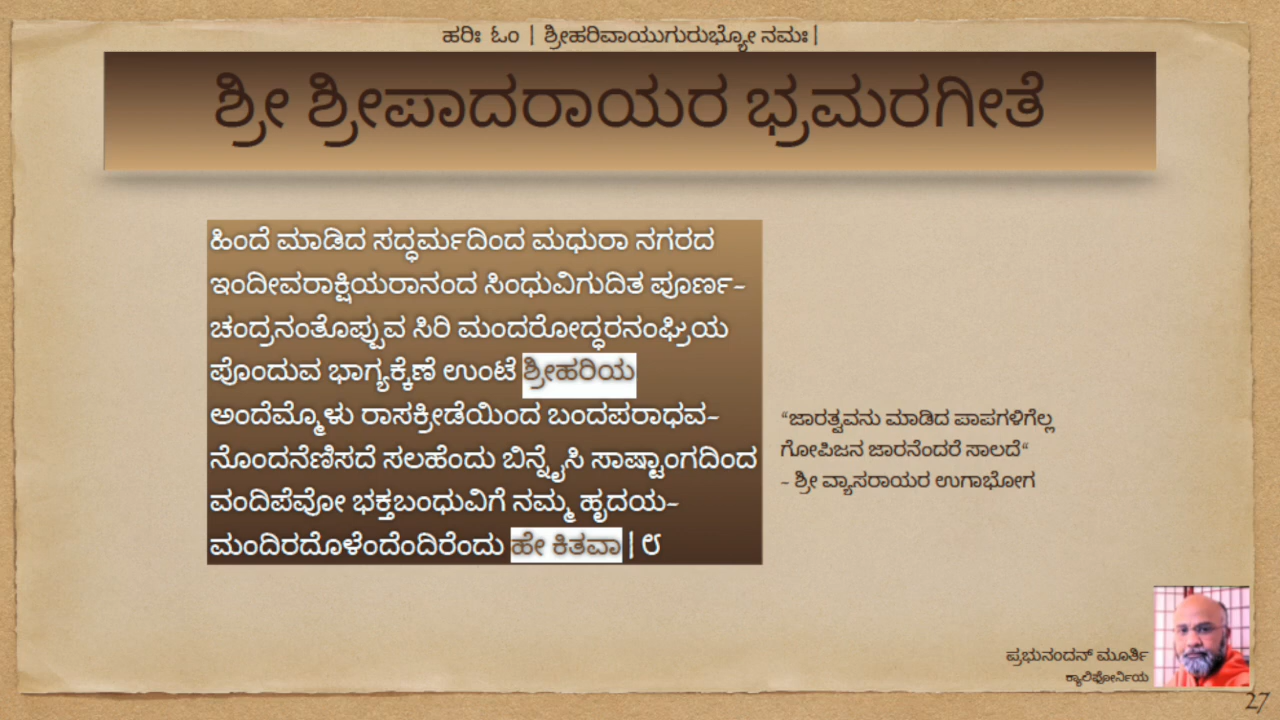 ಹರಿಃ ಓಂ | ಶ್ರೀಹರಿವಾಯುಗುರುಭ್ಯೋ ನಮಃ |
ಶ್ರೀ ಶ್ರೀಪಾದರಾಯರ ಭ್ರಮರಗೀತೆ
ಹಿಂದೆ ಮಾಡಿದ ಸದ್ಧರ್ಮದಿಂದ ಮಧುರಾ ನಗರದ
ಇಂದೀವರಾಕ್ಷಿಯರಾನಂದ ಸಿಂಧುವಿಗುದಿತ ಪೂರ್ಣ-
ಚಂದ್ರನಂತೊಪ್ಪುವ ಸಿರಿ ಮಂದರೋದ್ಧರನಂಘ್ರಿಯ
ಪೊಂದುವ ಭಾಗ್ಯಕ್ಕೆಣೆ ಉಂಟೆ ಶ್ರೀಹರಿಯ
ಅಂದೆಮ್ಮೊಳು ರಾಸಕ್ರೀಡೆಯಿಂದ ಬಂದಪರಾಧವ-
ನೊಂದನೆಣಿಸದೆ ಸಲಹೆಂದು ಬಿನ್ನೈಸಿ ಸಾಷ್ಟಾಂಗದಿಂದ
ವಂದಿಪೆವೋ ಭಕ್ತಬಂಧುವಿಗೆ ನಮ್ಮ ಹೃದಯ-
ಮಂದಿರದೊಳೆಂದೆಂದಿರೆಂದು ಹೇ ಕಿತವಾ | ೮
“ಜಾರತ್ವವನು ಮಾಡಿದ ಪಾಪಗಳಿಗೆಲ್ಲ
ಗೋಪಿಜನ ಜಾರನೆಂದರೆ ಸಾಲದೆ“
- ಶ್ರೀ ವ್ಯಾಸರಾಯರ ಉಗಾಭೋಗ
ಪ್ರಭುನಂದನ್ ಮೂರ್ತಿ
ಕ್ಯಾಲಿಫೋರ್ನಿಯ
27